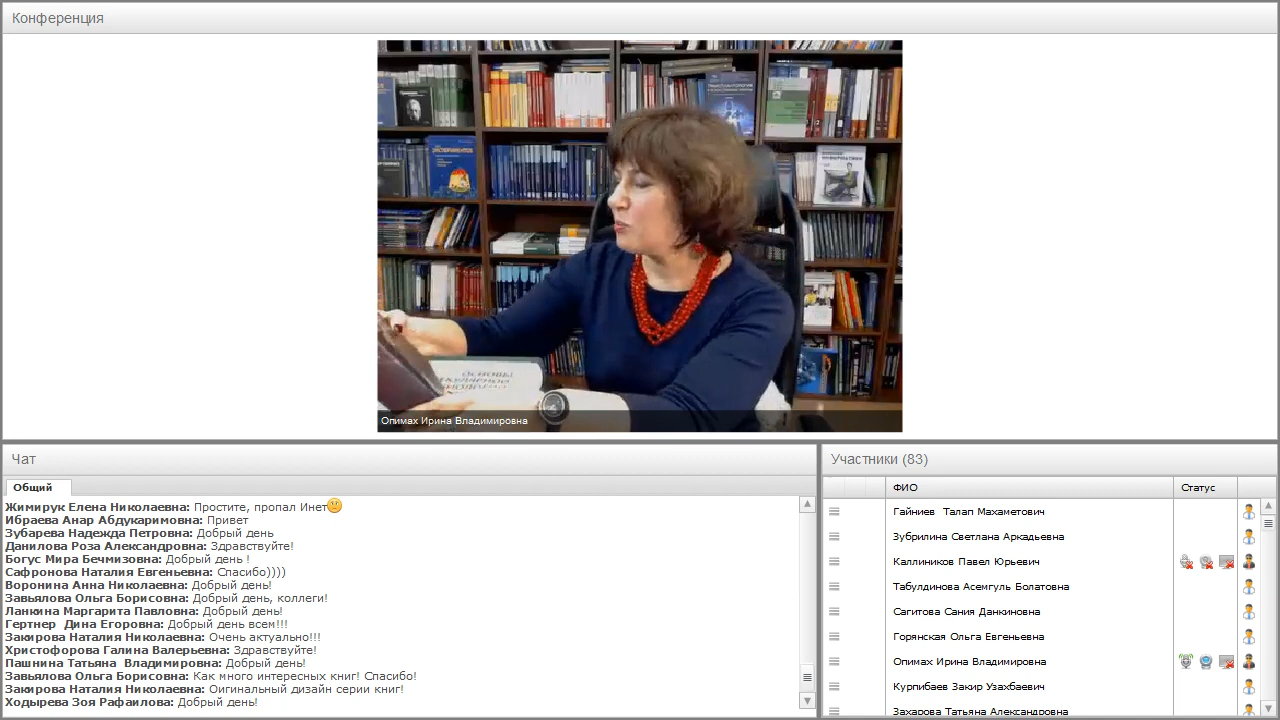 Конференция
ОСНОВЫ
Опимах Ирина Владимировна
Чат
Общий
Жимирук Елена Николаевна: Простите, пропал Инет
Ибраева Анар Абдукаримовна: Привет
Зубарева Надежда Петровна: Добрый день
Данилова Роза Александровна: Здравствуйте!
Богус Мира Бечмизовна: Добрый день !
Сафронова Наталия Евгеньевна: Спасибо))))
Воронина Анна Николаевна: Добрый день!
Завьялова Ольга Борисовна: Добрый день, коллеги!
Ланкина Маргарита Павловна: Добрый день!
Гертнер  Дина Егоровна: Добрый день всем!!!
Закирова Наталия Николаевна: Очень актуально!!!
Христофорова Галина Валерьевна: Здравствуйте!
Пашнина Татьяна  Владимировна: Добрый день!
Завьялова Ольга Борисовна: Как много интересных книг! Спасибо!
Закирова Наталия Николаевна: Оригинальный дизайн серии книг!
Ходырева Зоя Рафаиловна: Добрый день!
Участники (83)
ФИО Статус
Гайниев  Талап Махметович
Зубрилина Светлана Аркадьевна
Каллиников Павел Юрьевич
Табулдинова Асемгуль Болатовна
Сагитова Сания Данкиновна
Горянская Ольга Евгеньевна
Опимах Ирина Владимировна
Курпибаев Закир Узакбаевич
Захарова Татьяна Александровна